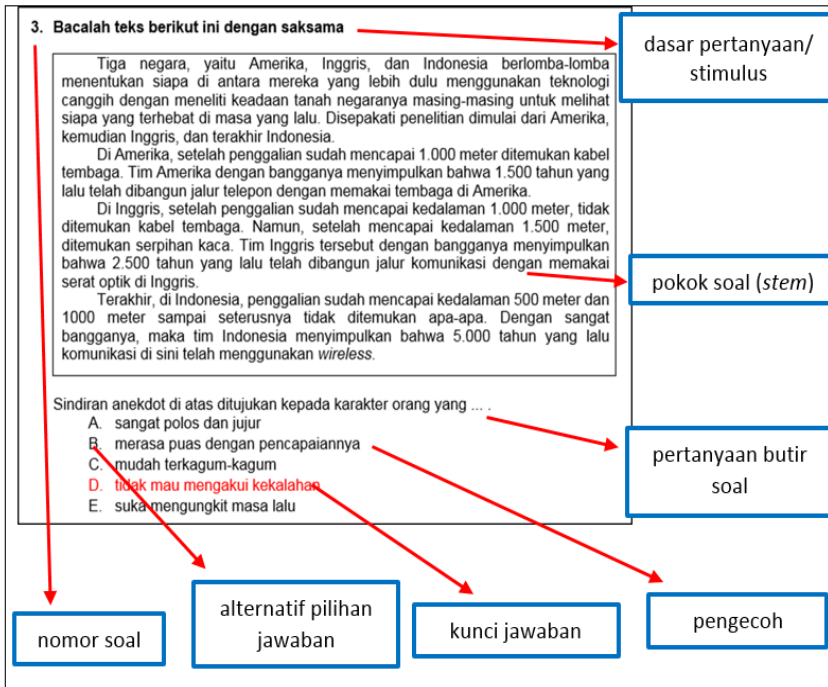 3. Bacalah teks berikut ini dengan saksama
Tiga negara, yaitu Amerika, Inggris, dan Indonesia berlomba-lomba
menentukan siapa di antara mereka yang lebih dulu menggunakan teknologi
canggih dengan meneliti keadaan tanah negaranya masing-masing untuk melihat
siapa yang terhebat di masa yang lalu. Disepakati penelitian dimulai dari Amerika,
kemudian Inggris, dan terakhir Indonesia.
Di Amerika, setelah penggalian sudah mencapai 1.000 meter ditemukan kabel
tembaga. Tim Amerika dengan bangganya menyimpulkan bahwa 1.500 tahun yang
lalu telah dibangun jalur telepon dengan memakai tembaga di Amerika.
Di Inggris, setelah penggalian sudah mencapai kedalaman 1.000 meter, tidak
ditemukan kabel tembaga. Namun, setelah mencapai kedalaman 1.500 meter,
ditemukan serpihan kaca. Tim Inggris tersebut dengan bangganya menyimpulkan
bahwa 2.500 tahun yang lalu telah dibangun jalur komunikasi dengan memakai
serat optik di Inggris.
Terakhir, di Indonesia, penggalian sudah mencapai kedalaman 500 meter dan
1000 meter sampai seterusnya tidak ditemukan apa-apa. Dengan sangat
bangganya, maka tim Indonesia menyimpulkan bahwa 5.000 tahun yang lalu
komunikasi di sini telah menggunakan wireless.
Sindiran anekdot di atas ditujukan kepada karakter orang yang ... .
A. sangat polos dan jujur
B. merasa puas dengan pencapaiannya
C. mudah terkagum-kagum
D. tidak mau mengakui kekalahan
E. suka mengungkit masa lalu
dasar pertanyaan/
stimulus
pokok soal (stem)
pertanyaan butir
soal
nomor soal
alternatif pilihan
jawaban
kunci jawaban
pengecoh